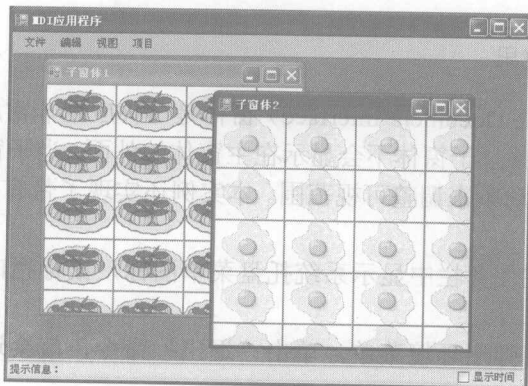 MDI应用程序
文件 编辑 视图 项目
子窗体1
子窗体2
提示信息：
显示时间